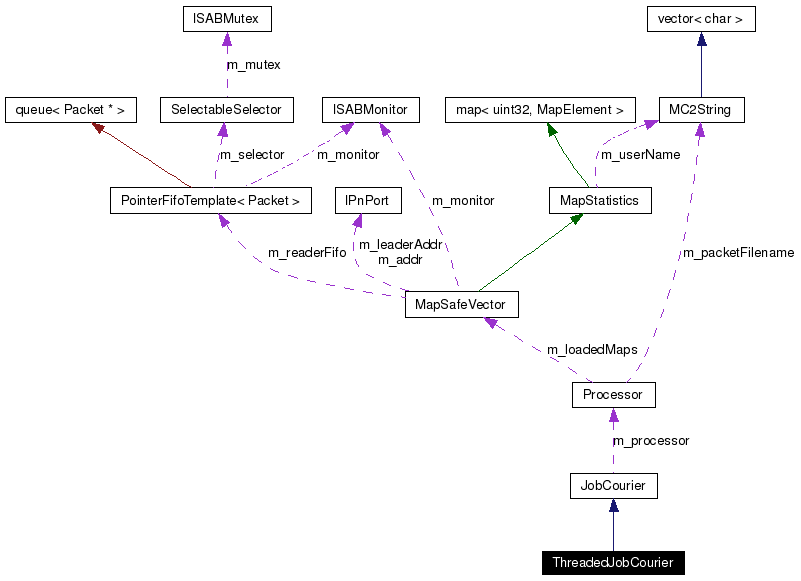 ISABMutex
vector< char >
m_mutex
queue< Packet * >
SelectableSelector
ISABMonitor
map< uint32, MapElement >
MC2String
m_selector
m_monitor
m_userName
PointerFifoTemplate< Packet >
IPnPort
m_monitor
MapStatistics
m_readerFifo
m_leaderAddr
m_addr
m_packetFilename
MapSafeVector
m_loadedMaps
Processor
m_processor
JobCourier
ThreadedJobCourier